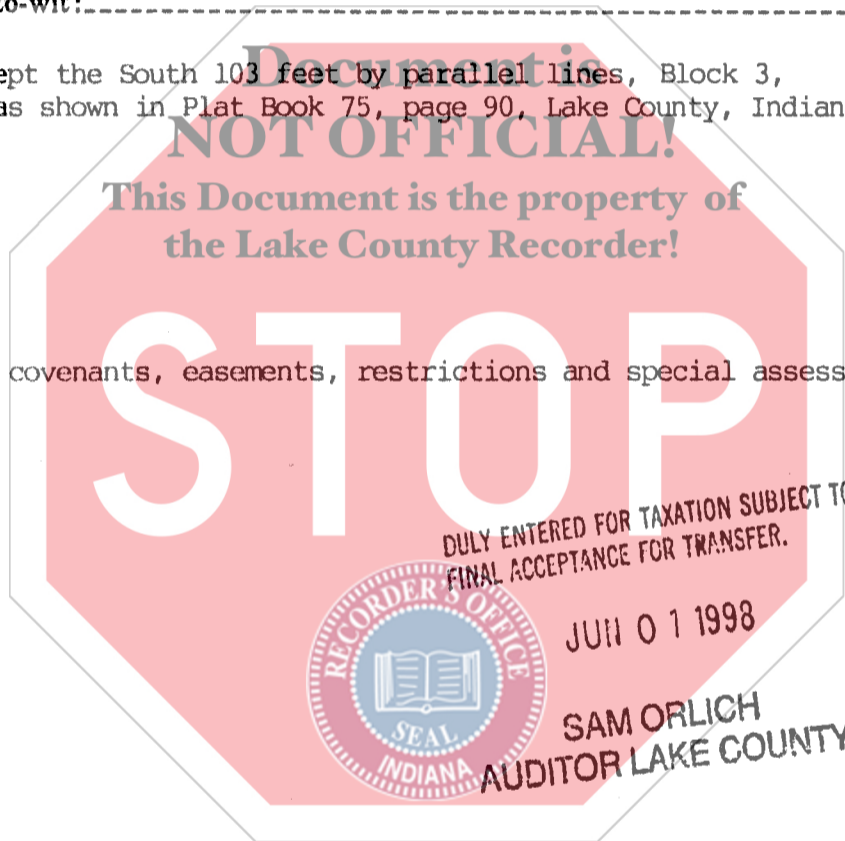 to-wit:
Document is
ept the South 103 feet by parallel lines, Block 3,
as shown in Plat Book 75, page 90, Lake County, Indian
NOT OFFICIAL!
This Document is the property of
the Lake County Recorder!
STOP
covenants, easements, restrictions and special assess
DULY ENTERED FOR TAXATION SUBJECT TO
FINAL ACCEPTANCE FOR TRANSFER.
JUN 0 1 1998
SAM ORLICH
AUDITOR LAKE COUNTY
RECORDER'S OFFICE
SEAL
INDIANA